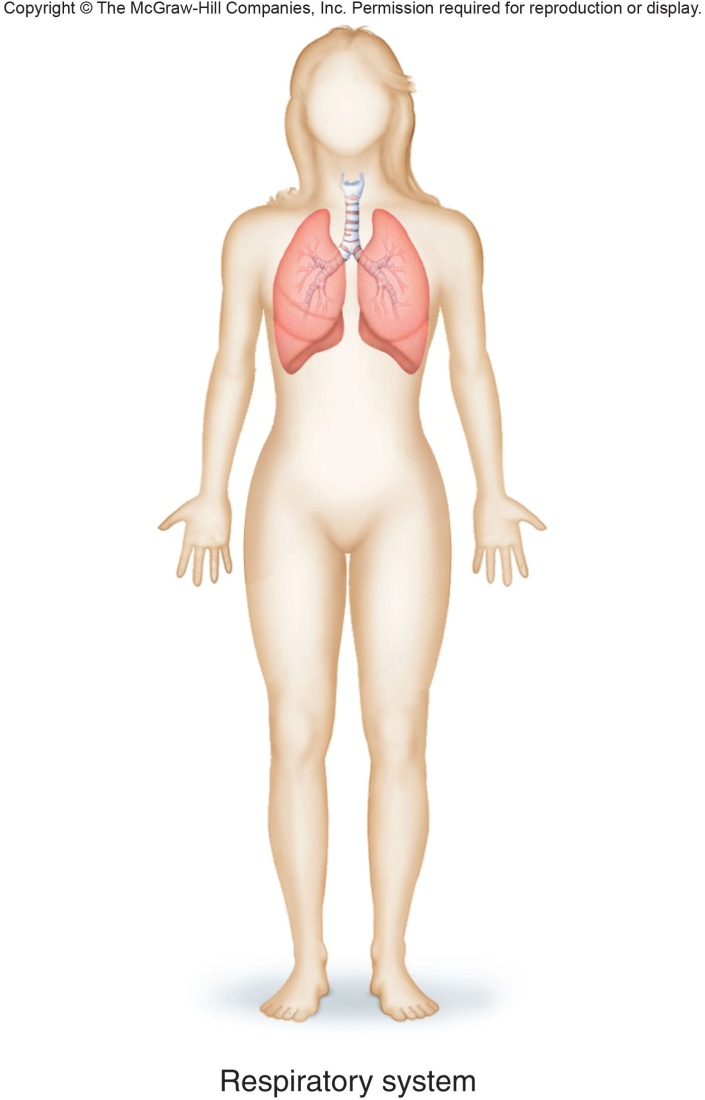 Copyright © The McGraw-Hill Companies, Inc. Permission required for reproduction or display.
Respiratory system